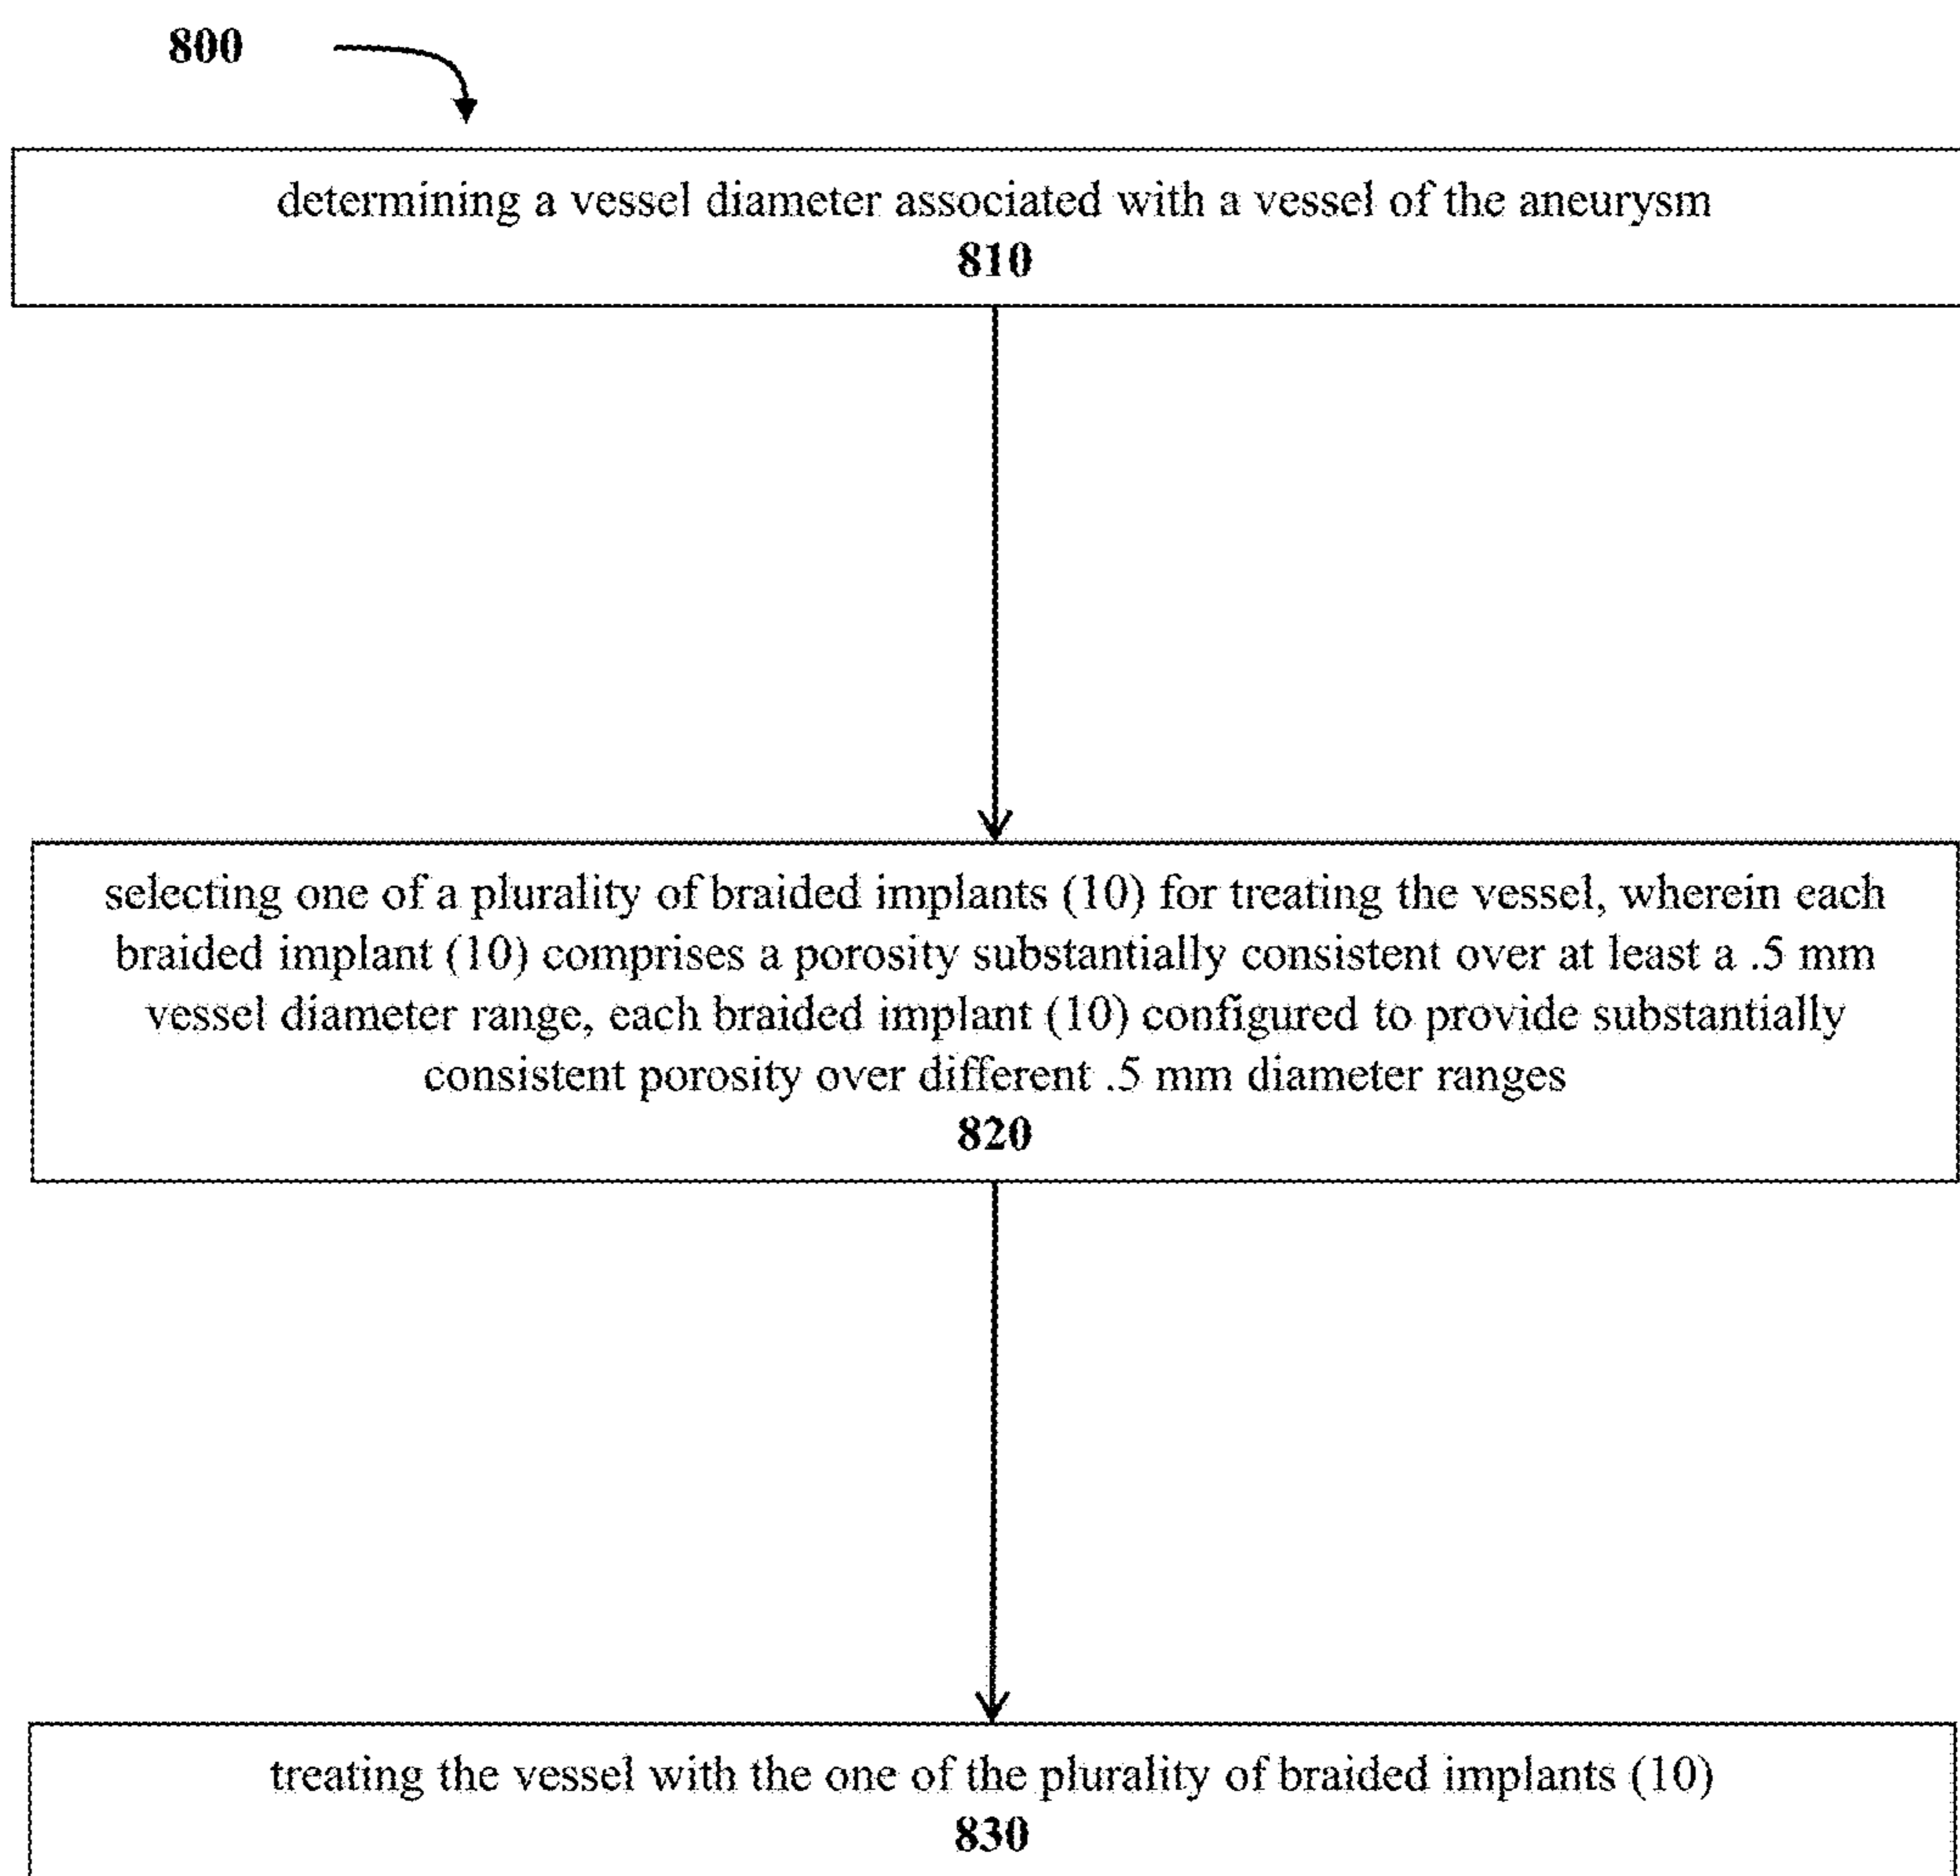 800
determining a vessel diameter associated with a vessel of the aneurysm
810
selecting one of a plurality of braided implants (10) for treating the vessel, wherein each
braided implant (10) comprises a porosity substantially consistent over at least a .5 mm
vessel diameter range, each braided implant (10) configured to provide substantially
consistent porosity over different .5 mm diameter ranges
820
treating the vessel with the one of the plurality of braided implants (10)
830